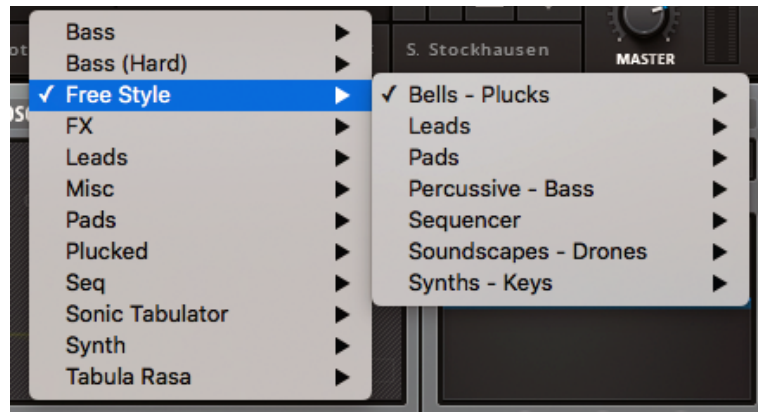 Bass
Bass (Hard)
✓ Free Style
FX
Leads
Misc
Pads
Plucked
Seq
Sonic Tabulator
Synth
Tabula Rasa
S. Stockhausen
MASTER
✓ Bells - Plucks
Leads
Pads
Percussive - Bass
Sequencer
Soundscapes - Drones
Synths - Keys